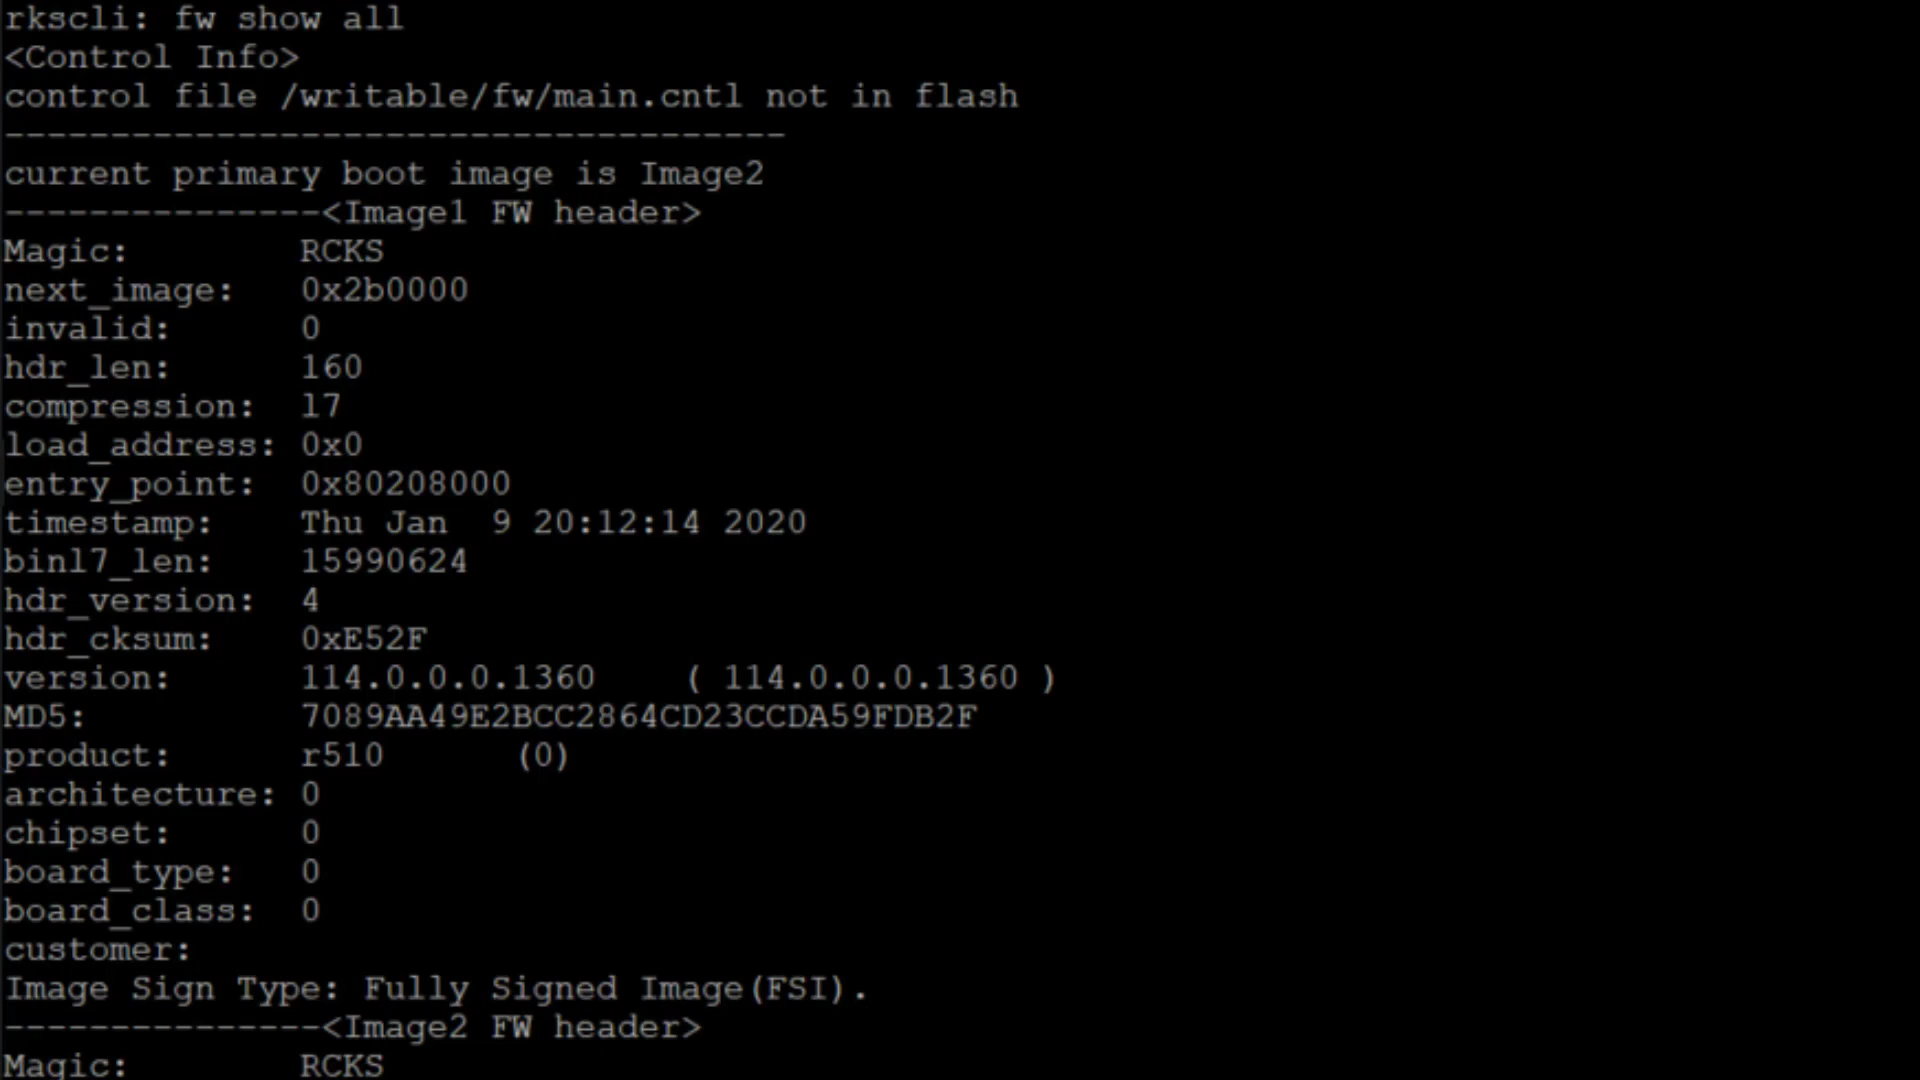 rkscli: fw show all
<Control Info>
control file /writable/fw/main.cntl not in flash
-------------------------------------
current primary boot image is Image2
---------------<Image1 FW header>
Magic:        RCKS
next_image:   0x2b0000
invalid:      0
hdr_len:      160
compression:  l7
load_address: 0x0
entry_point:  0x80208000
timestamp:    Thu Jan  9 20:12:14 2020
binl7_len:    15990624
hdr_version:  4
hdr_cksum:    0xE52F
version:      114.0.0.0.1360    ( 114.0.0.0.1360 )
MD5:          7089AA49E2BCC2864CD23CCDA59FDB2F
product:      r510      (0)
architecture: 0
chipset:      0
board_type:   0
board_class:  0
customer:
Image Sign Type: Fully Signed Image(FSI).
---------------<Image2 FW header>
Magic:        RCKS